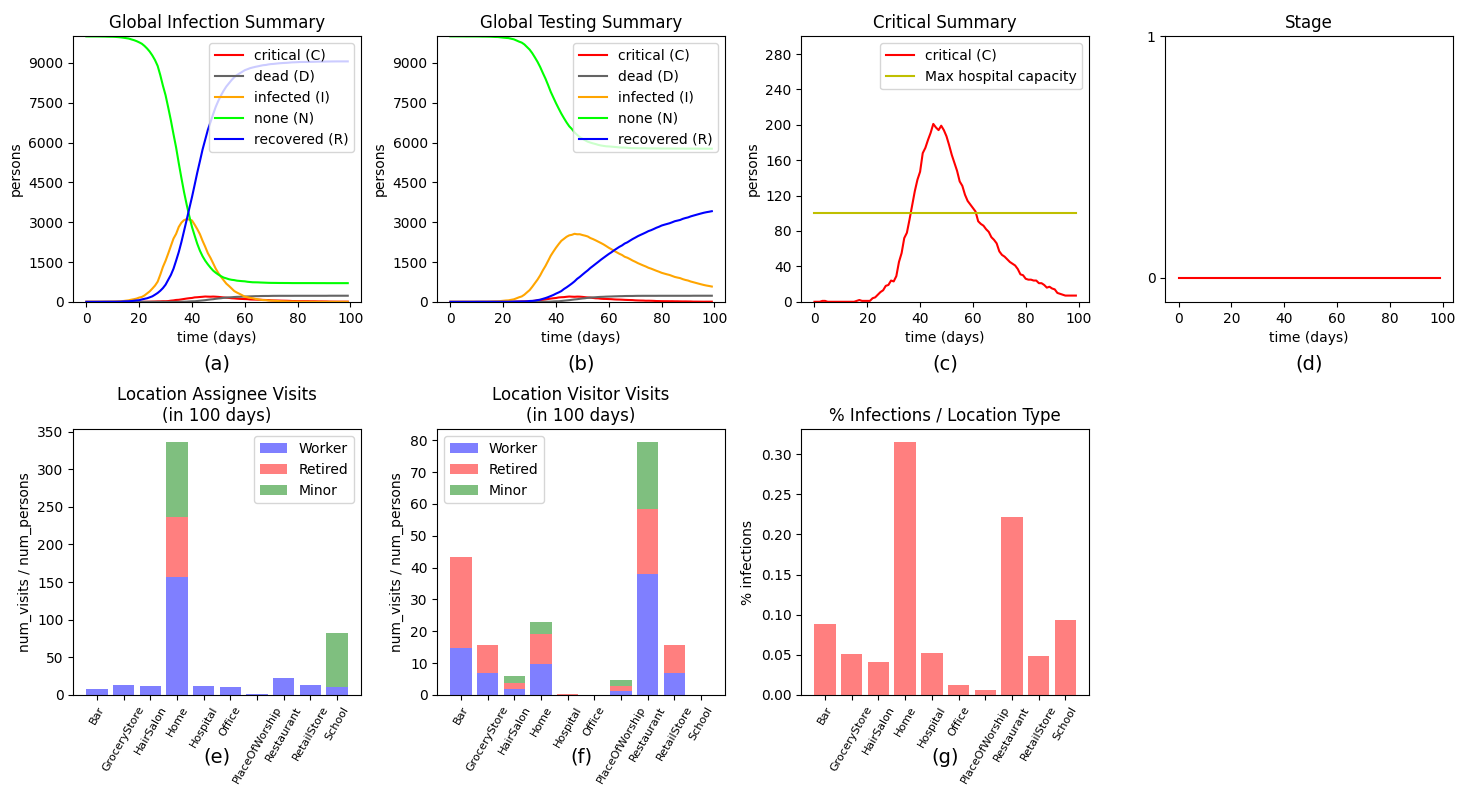 Global Infection Summary
persons
9000
7500
6000
4500
3000
1500
0
0 20 40 60 80 100
time (days)
critical (C)
dead (D)
infected (I)
none (N)
recovered (R)
(a)
Global Testing Summary
persons
9000
7500
6000
4500
3000
1500
0
0 20 40 60 80 100
time (days)
critical (C)
dead (D)
infected (I)
none (N)
recovered (R)
(b)
Critical Summary
persons
280
240
200
160
120
80
40
0
0 20 40 60 80 100
time (days)
critical (C)
Max hospital capacity
(c)
Stage
1
0
0 20 40 60 80 100
time (days)
(d)
Location Assignee Visits
(in 100 days)
num_visits / num_persons
350
300
250
200
150
100
50
0
Worker
Retired
Minor
Bar
GroceryStore
HairSalon
Home
Hospital
Office
PlaceOfWorship
Restaurant
RetailStore
School
(e)
Location Visitor Visits
(in 100 days)
num_visits / num_persons
80
70
60
50
40
30
20
10
0
Worker
Retired
Minor
Bar
GroceryStore
HairSalon
Home
Hospital
Office
PlaceOfWorship
Restaurant
RetailStore
School
(f)
% Infections / Location Type
% infections
0.30
0.25
0.20
0.15
0.10
0.05
0.00
Bar
GroceryStore
HairSalon
Home
Hospital
Office
PlaceOfWorship
Restaurant
RetailStore
School
(g)